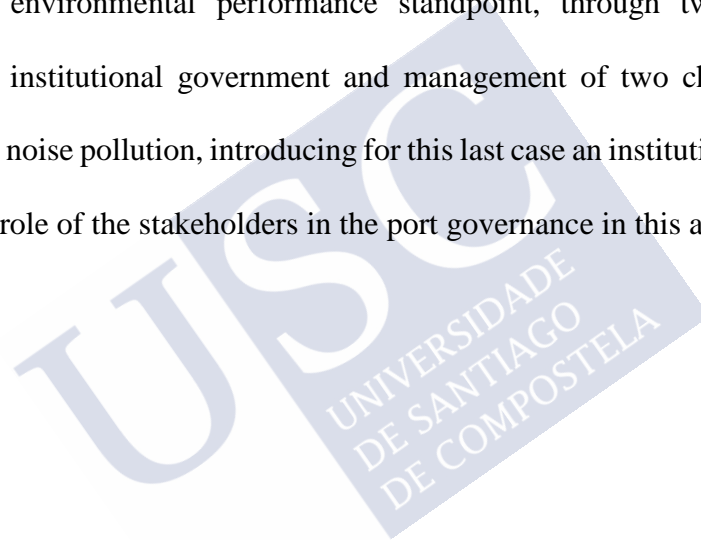 environmental performance standpoint, through tw
institutional government and management of two cl
noise pollution, introducing for this last case an instituti
role of the stakeholders in the port governance in this a
USC
UNIVERSIDADE
DE SANTIAGO
DE COMPOSTELA